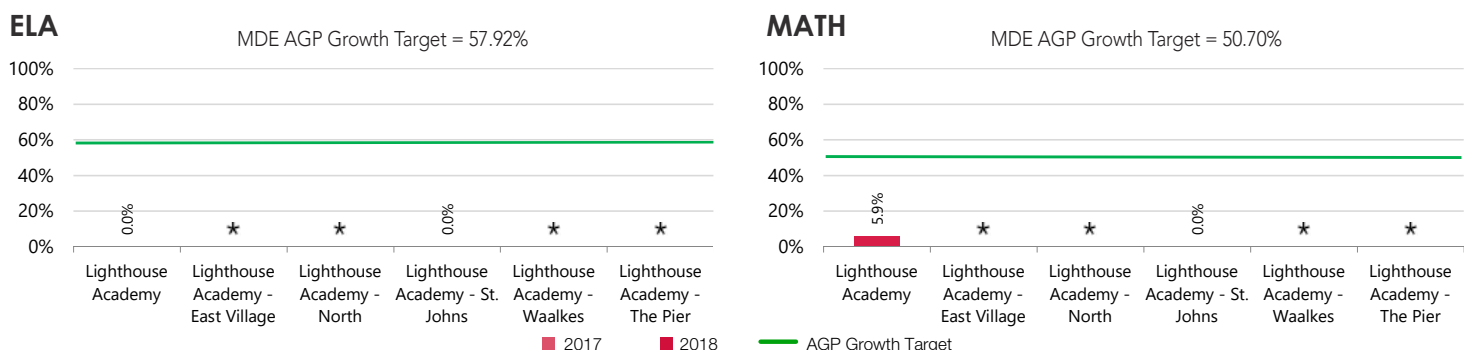 ELA
MDE AGP Growth Target = 57.92%
100%
80%
60%
40%
20%
0%
0.0%
*
*
0.0%
*
*
Lighthouse Academy
Lighthouse Academy - East Village
Lighthouse Academy - North
Lighthouse Academy - St. Johns
Lighthouse Academy - Waalkes
Lighthouse Academy - The Pier
MATH
MDE AGP Growth Target = 50.70%
100%
80%
60%
40%
20%
0%
5.9%
*
*
0.0%
*
*
Lighthouse Academy
Lighthouse Academy - East Village
Lighthouse Academy - North
Lighthouse Academy - St. Johns
Lighthouse Academy - Waalkes
Lighthouse Academy - The Pier
2017
2018
AGP Growth Target